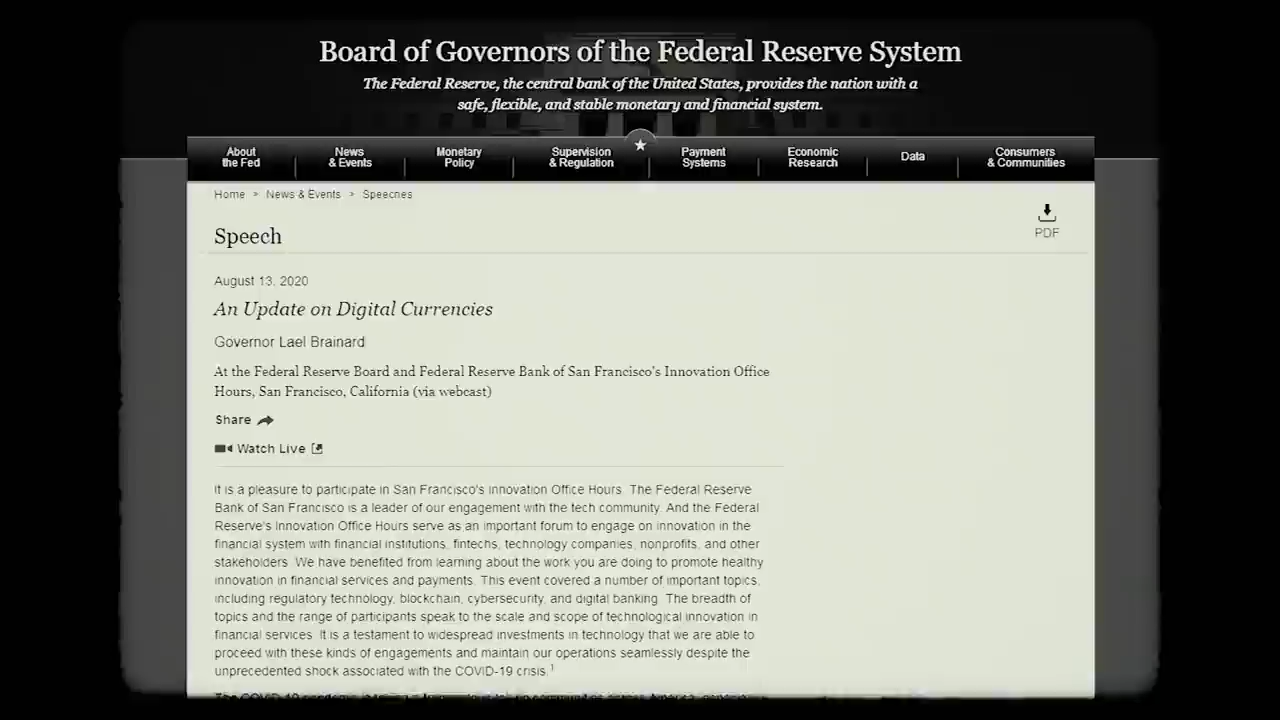 Board of Governors of the Federal Reserve System
The Federal Reserve, the central bank of the United States, provides the nation with a
safe, flexible, and stable monetary and financial system.
About
the Fed
News
& Events
Monetary
Policy
Supervision
& Regulation
Payment
Systems
Economic
Research
Data
Consumers
& Communities
Home > News & Events > Speeches
PDF
Speech
August 13, 2020
An Update on Digital Currencies
Governor Lael Brainard
At the Federal Reserve Board and Federal Reserve Bank of San Francisco's Innovation Office
Hours, San Francisco, California (via webcast)
Share
Watch Live
It is a pleasure to participate in San Francisco's Innovation Office Hours. The Federal Reserve
Bank of San Francisco is a leader of our engagement with the tech community. And the Federal
Reserve's Innovation Office Hours serve as an important forum to engage on innovation in the
financial system with financial institutions, fintechs, technology companies, nonprofits, and other
stakeholders. We have benefited from learning about the work you are doing to promote healthy
innovation in financial services and payments. This event covered a number of important topics,
including regulatory technology, blockchain, cybersecurity, and digital banking. The breadth of
topics and the range of participants speak to the scale and scope of technological innovation in
financial services. It is a testament to widespread investments in technology that we are able to
proceed with these kinds of engagements and maintain our operations seamlessly despite the
unprecedented shock associated with the COVID-19 crisis.1
The COVID-19